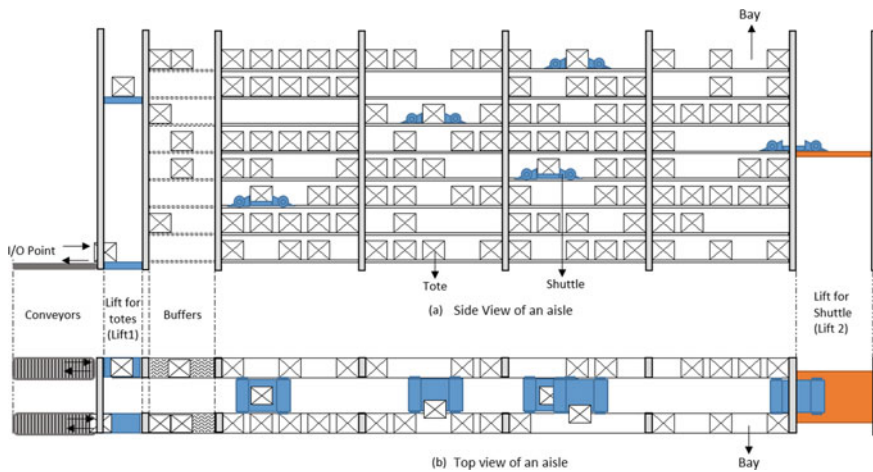 Bay
I/O Point
Tote
Shuttle
(a) Side View of an aisle
Conveyors
Lift for
totes
(Lift1)
Buffers
Lift for
Shuttle
(Lift 2)
(b) Top view of an aisle
Bay